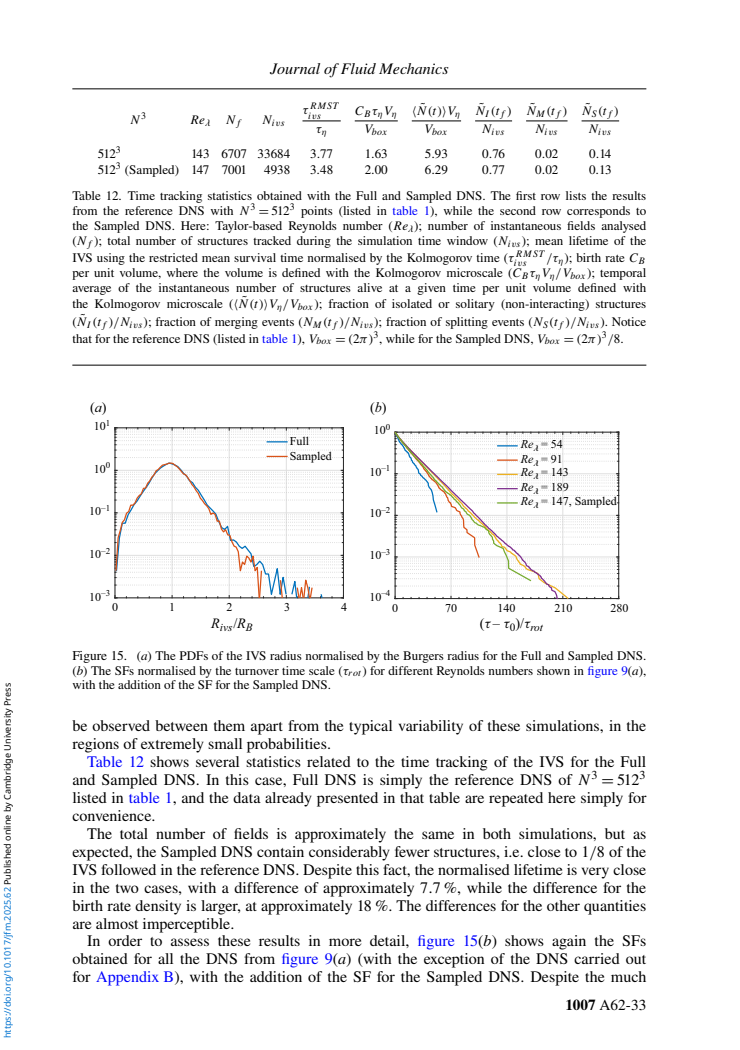 Journal of Fluid Mechanics
N³ Re_λ N_f N_ivs τ_ivs^RMST / τ_η C_B τ_η V_η / V_box ⟨Ñ(t)⟩V_η / V_box Ñ_I(t_f) / N_ivs Ñ_M(t_f) / N_ivs Ñ_S(t_f) / N_ivs
512³ 143 6707 33684 3.77 1.63 5.93 0.76 0.02 0.14
512³ (Sampled) 147 7001 4938 3.48 2.00 6.29 0.77 0.02 0.13
Table 12. Time tracking statistics obtained with the Full and Sampled DNS. The first row lists the results
from the reference DNS with N³ = 512³ points (listed in table 1), while the second row corresponds to
the Sampled DNS. Here: Taylor-based Reynolds number (Re_λ); number of instantaneous fields analysed
(N_f); total number of structures tracked during the simulation time window (N_ivs); mean lifetime of the
IVS using the restricted mean survival time normalised by the Kolmogorov time (τ_ivs^RMST/τ_η); birth rate C_B
per unit volume, where the volume is defined with the Kolmogorov microscale (C_B τ_η V_η/V_box); temporal
average of the instantaneous number of structures alive at a given time per unit volume defined with
the Kolmogorov microscale (⟨Ñ(t)⟩V_η/V_box); fraction of isolated or solitary (non-interacting) structures
(Ñ_I(t_f)/N_ivs); fraction of merging events (N_M(t_f)/N_ivs); fraction of splitting events (N_S(t_f)/N_ivs). Notice
that for the reference DNS (listed in table 1), V_box = (2π)³, while for the Sampled DNS, V_box = (2π)³/8.
(a)
10¹
10⁰
10⁻¹
10⁻²
10⁻³
0 1 2 3 4
R_ivs/R_B
Full
Sampled
(b)
10⁰
10⁻¹
10⁻²
10⁻³
10⁻⁴
0 70 140 210 280
(τ − τ₀)/τ_rot
Re_λ = 54
Re_λ = 91
Re_λ = 143
Re_λ = 189
Re_λ = 147, Sampled
Figure 15. (a) The PDFs of the IVS radius normalised by the Burgers radius for the Full and Sampled DNS.
(b) The SFs normalised by the turnover time scale (τ_rot) for different Reynolds numbers shown in figure 9(a),
with the addition of the SF for the Sampled DNS.
be observed between them apart from the typical variability of these simulations, in the
regions of extremely small probabilities.
Table 12 shows several statistics related to the time tracking of the IVS for the Full
and Sampled DNS. In this case, Full DNS is simply the reference DNS of N³ = 512³
listed in table 1, and the data already presented in that table are repeated here simply for
convenience.
The total number of fields is approximately the same in both simulations, but as
expected, the Sampled DNS contain considerably fewer structures, i.e. close to 1/8 of the
IVS followed in the reference DNS. Despite this fact, the normalised lifetime is very close
in the two cases, with a difference of approximately 7.7 %, while the difference for the
birth rate density is larger, at approximately 18 %. The differences for the other quantities
are almost imperceptible.
In order to assess these results in more detail, figure 15(b) shows again the SFs
obtained for all the DNS from figure 9(a) (with the exception of the DNS carried out
for Appendix B), with the addition of the SF for the Sampled DNS. Despite the much
1007 A62-33
https://doi.org/10.1017/jfm.2025.62 Published online by Cambridge University Press